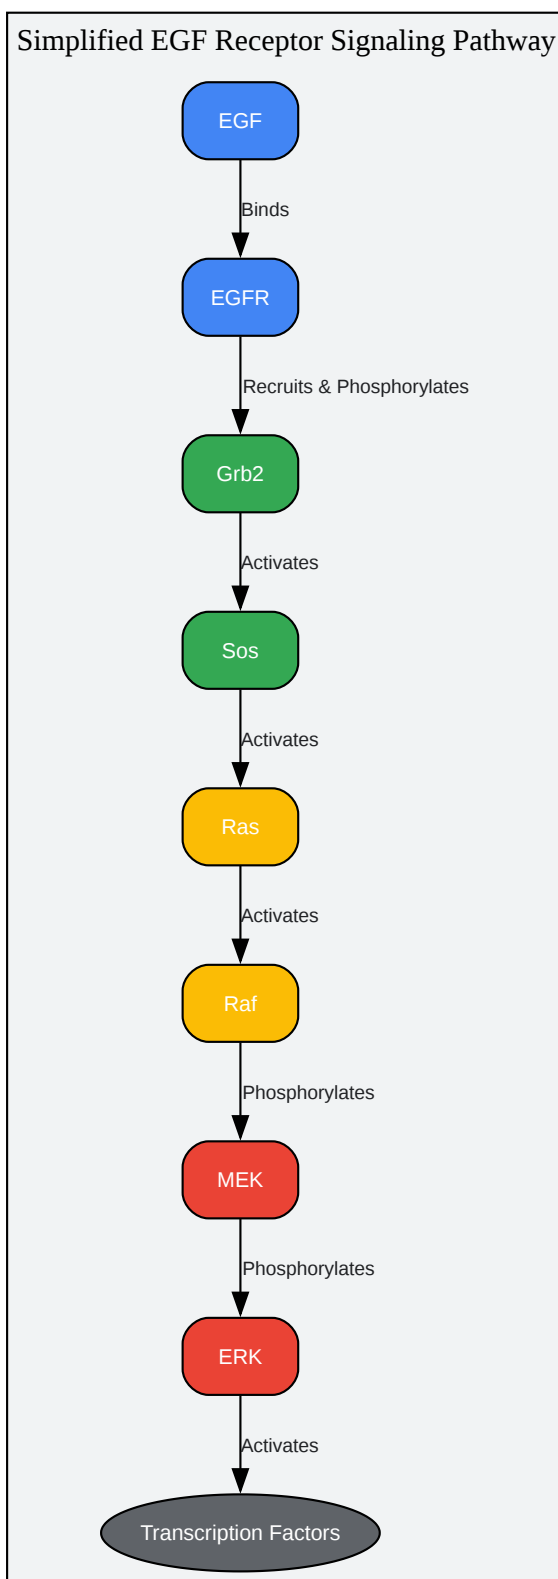 Simplified EGF Receptor Signaling Pathway
EGF
Binds
EGFR
Recruits & Phosphorylates
Grb2
Activates
Sos
Activates
Ras
Activates
Raf
Phosphorylates
MEK
Phosphorylates
ERK
Activates
Transcription Factors